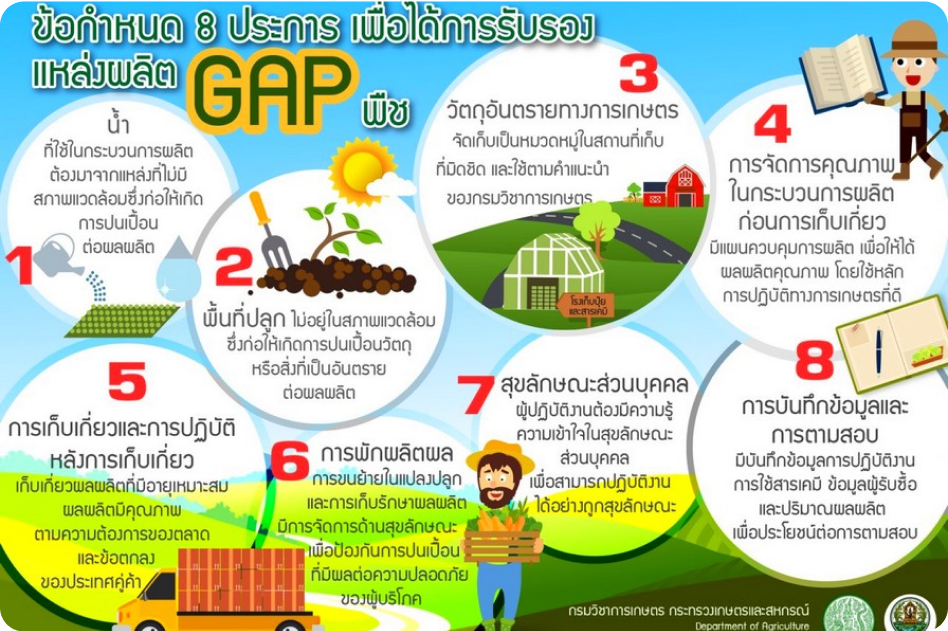 ข้อกำหนด 8 ประการ เพื่อได้การรับรอง
แหล่งผลิต GAP พืช
1
น้ำ
ที่ใช้ในกระบวนการผลิต
ต้องมาจากแหล่งที่ไม่มี
สภาพแวดล้อมซึ่งก่อให้เกิด
การปนเปื้อน
ต่อผลผลิต
2
พื้นที่ปลูก ไม่อยู่ในสภาพแวดล้อม
ซึ่งก่อให้เกิดการปนเปื้อนวัตถุ
หรือสิ่งที่เป็นอันตราย
ต่อผลผลิต
3
วัตถุอันตรายทางการเกษตร
จัดเก็บเป็นหมวดหมู่ในสถานที่เก็บ
ที่มิดชิด และใช้ตามคำแนะนำ
ของกรมวิชาการเกษตร
โรงเก็บปุ๋ย
และสารเคมี
4
การจัดการคุณภาพ
ในกระบวนการผลิต
ก่อนการเก็บเกี่ยว
มีแผนควบคุมการผลิต เพื่อให้ได้
ผลผลิตคุณภาพ โดยใช้หลัก
การปฏิบัติทางการเกษตรที่ดี
5
การเก็บเกี่ยวและการปฏิบัติ
หลังการเก็บเกี่ยว
เก็บเกี่ยวผลผลิตที่มีอายุเหมาะสม
ผลผลิตมีคุณภาพ
ตามความต้องการของตลาด
และข้อตกลง
ของประเทศคู่ค้า
6
การพักผลิตผล
การขนย้ายในแปลงปลูก
และการเก็บรักษาผลผลิต
มีการจัดการด้านสุขลักษณะ
เพื่อป้องกันการปนเปื้อน
ที่มีผลต่อความปลอดภัย
ของผู้บริโภค
7
สุขลักษณะส่วนบุคคล
ผู้ปฏิบัติงานต้องมีความรู้
ความเข้าใจในสุขลักษณะ
ส่วนบุคคล
เพื่อสามารถปฏิบัติงาน
ได้อย่างถูกสุขลักษณะ
8
การบันทึกข้อมูลและ
การตามสอบ
มีบันทึกข้อมูลการปฏิบัติงาน
การใช้สารเคมี ข้อมูลผู้รับซื้อ
และปริมาณผลผลิต
เพื่อประโยชน์ต่อการตามสอบ
กรมวิชาการเกษตร กระทรวงเกษตรและสหกรณ์
Department of Agriculture